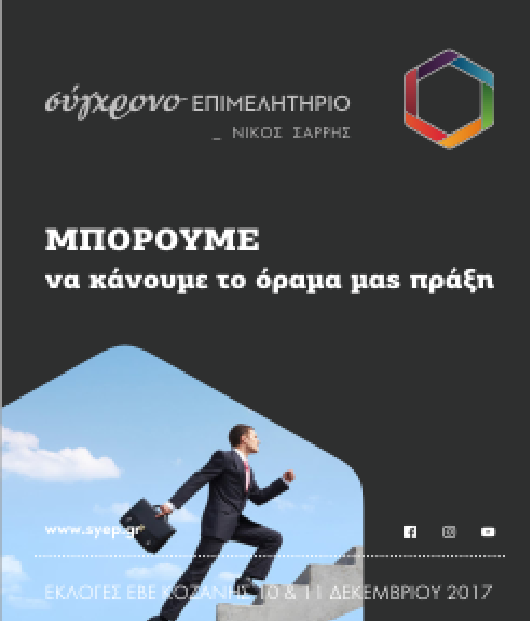 σύγχρονο ΕΠΙΜΕΛΗΤΗΡΙΟ
_ ΝΙΚΟΣ ΣΑΡΡΗΣ
ΜΠΟΡΟΥΜΕ
να κάνουμε το όραμα μας πράξη
www.syep.gr
ΕΚΛΟΓΕΣ ΕΒΕ ΚΟΖΑΝΗΣ 10 & 11 ΔΕΚΕΜΒΡΙΟΥ 2017